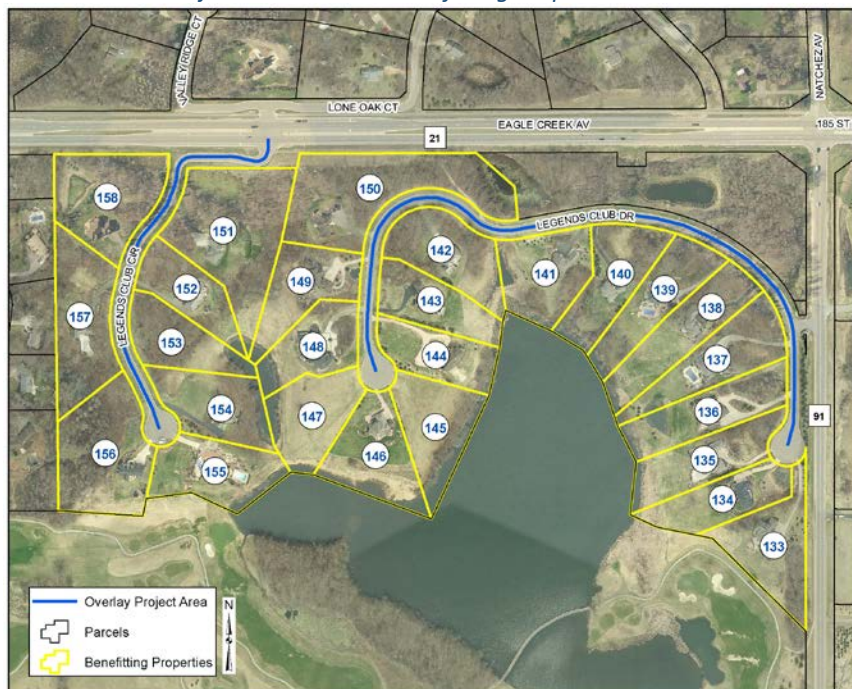 NATCHEZ AV
VALLEY RIDGE CT
LONE OAK CT
EAGLE CREEK AV
185 ST
21
158
150
151
LEGENDS CLUB DR
142
141
140
152
149
139
143
138
157
LEGENDS CLUB CIR
153
148
144
137
136
91
154
147
145
156
146
135
155
134
133
Overlay Project Area
N
Parcels
Benefitting Properties